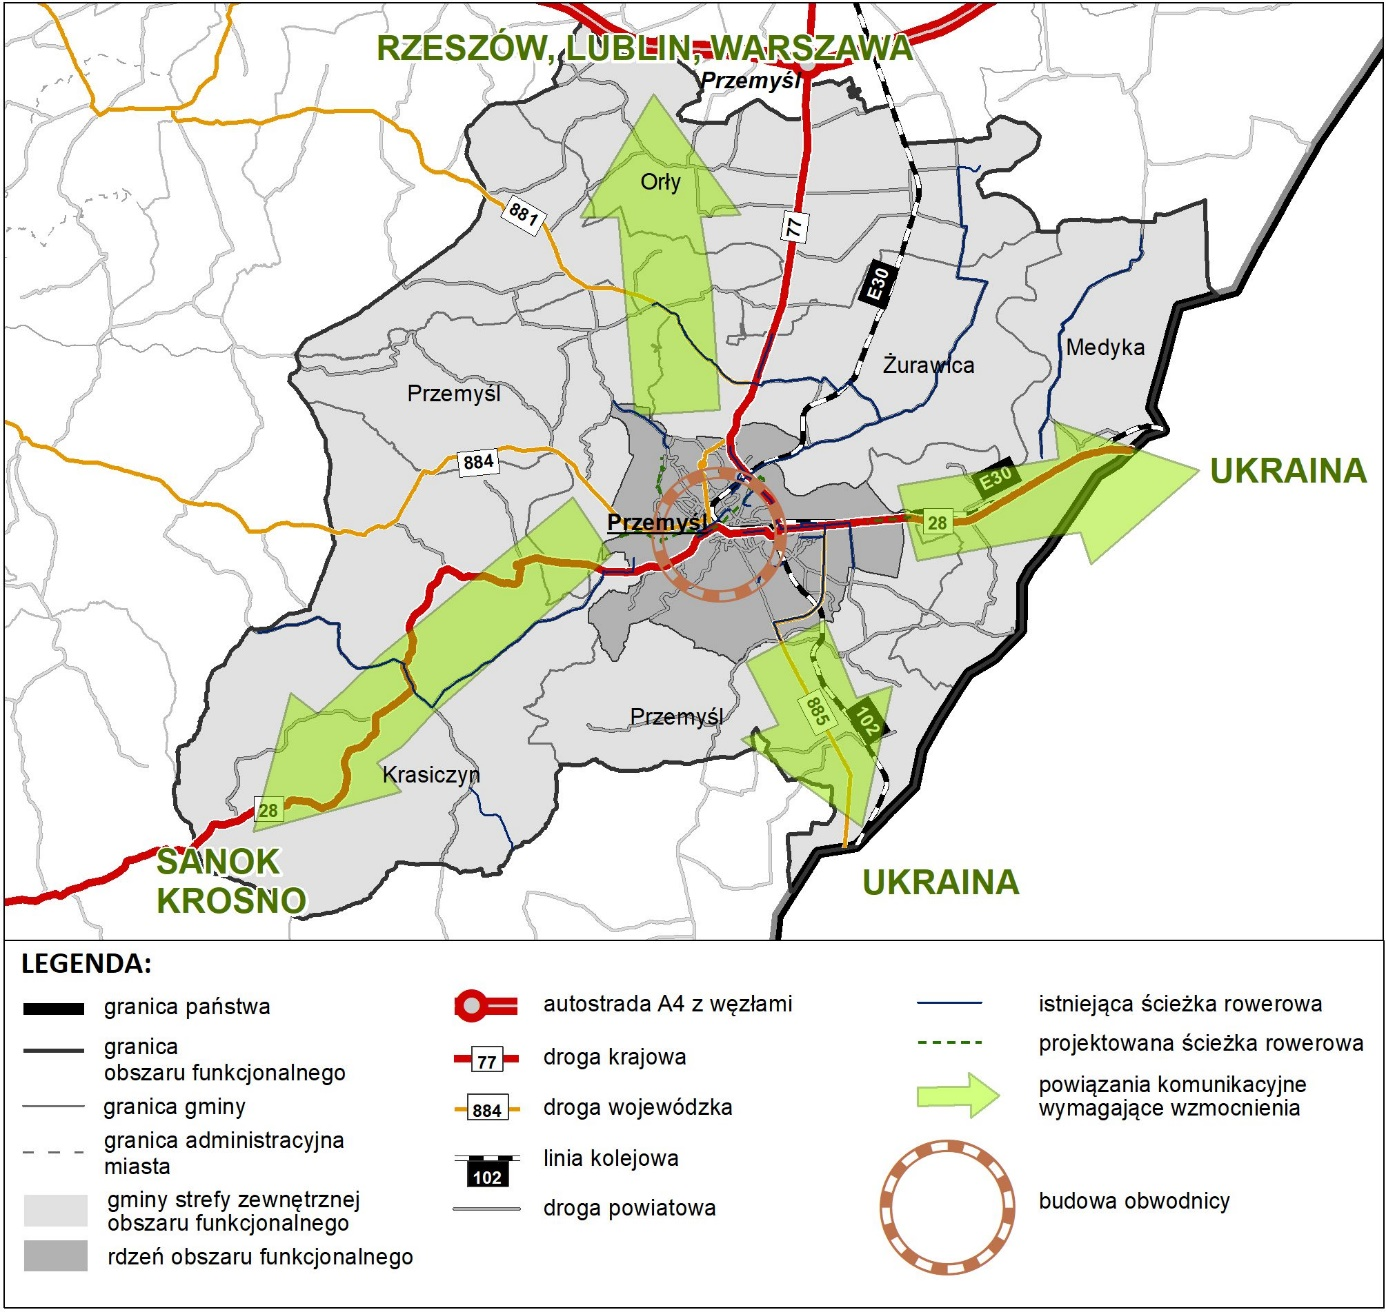 RZESZÓW, LUBLIN, WARSZAWA
Przemyśl
Orły
881
77
E30
Medyka
Żurawica
Przemyśl
884
UKRAINA
E30
28
Przemyśl
885
102
Przemyśl
Krasiczyn
28
SANOK
KROSNO
UKRAINA
LEGENDA:
granica państwa
granica
obszaru funkcjonalnego
granica gminy
granica administracyjna
miasta
gminy strefy zewnętrznej
obszaru funkcjonalnego
rdzeń obszaru funkcjonalnego
autostrada A4 z węzłami
77
droga krajowa
884
droga wojewódzka
linia kolejowa
102
droga powiatowa
istniejąca ścieżka rowerowa
projektowana ścieżka rowerowa
powiązania komunikacyjne
wymagające wzmocnienia
budowa obwodnicy